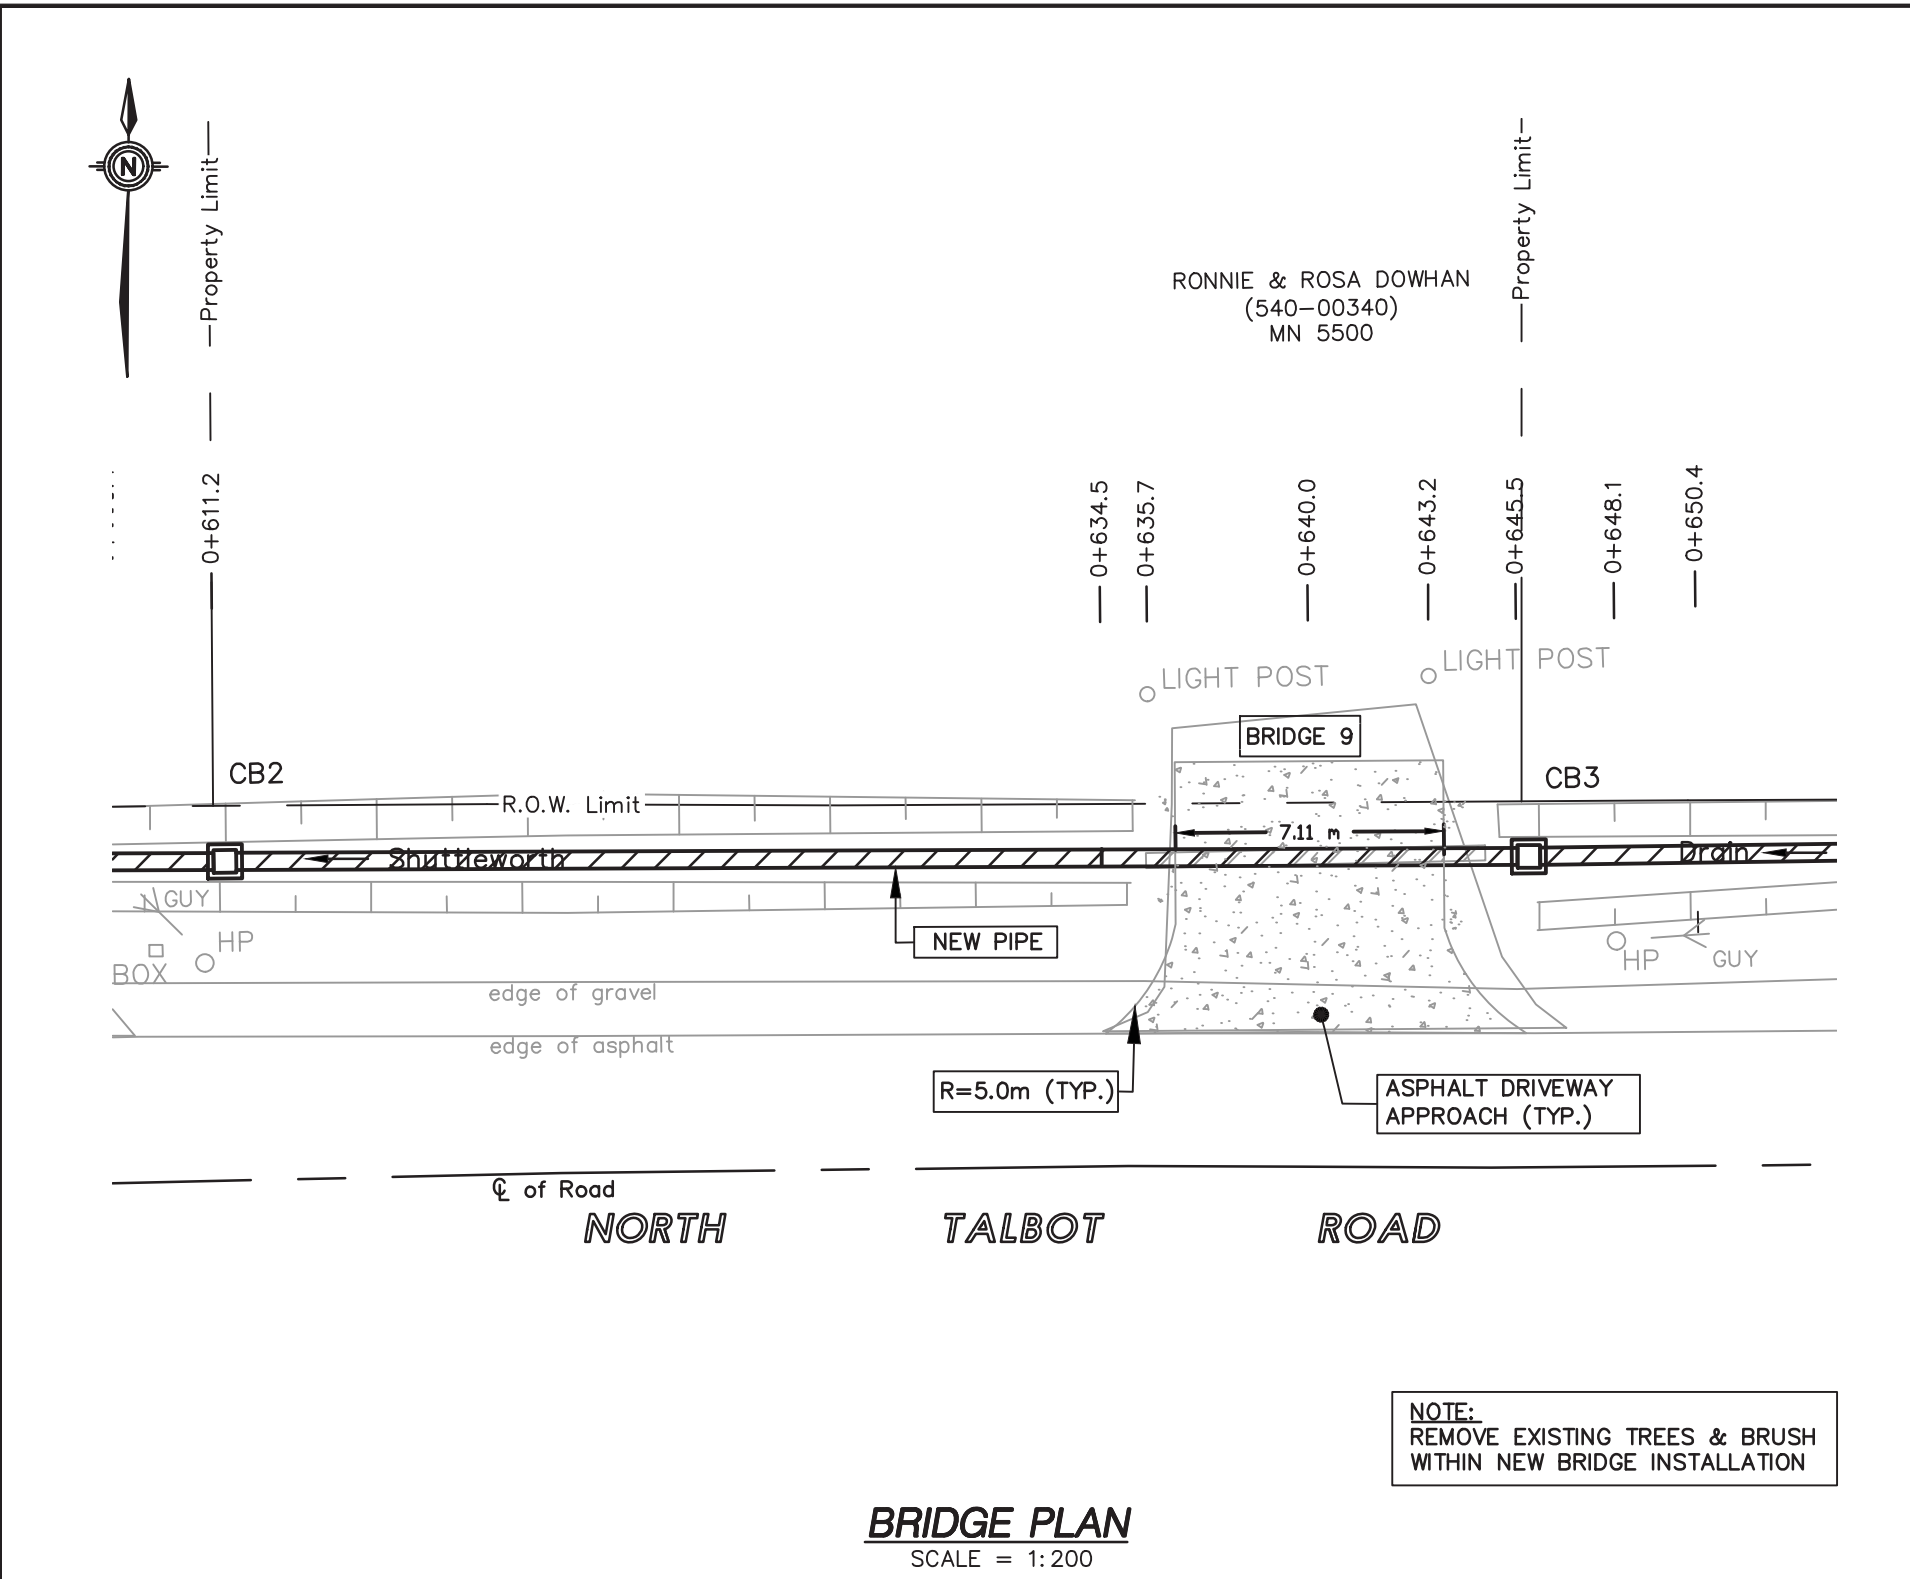 N
Property Limit
Property Limit
RONNIE & ROSA DOWHAN
(540-00340)
MN 5500
0+611.2
0+634.5
0+635.7
0+640.0
0+643.2
0+645.5
0+648.1
0+650.4
LIGHT POST
LIGHT POST
BRIDGE 9
CB2
CB3
R.O.W. Limit
7.11 m
Shuttleworth
Drain
GUY
HP
BOX
NEW PIPE
HP
GUY
edge of gravel
edge of asphalt
R=5.0m (TYP.)
ASPHALT DRIVEWAY
APPROACH (TYP.)
℄ of Road
NORTH TALBOT ROAD
NOTE:
REMOVE EXISTING TREES & BRUSH
WITHIN NEW BRIDGE INSTALLATION
BRIDGE PLAN
SCALE = 1:200